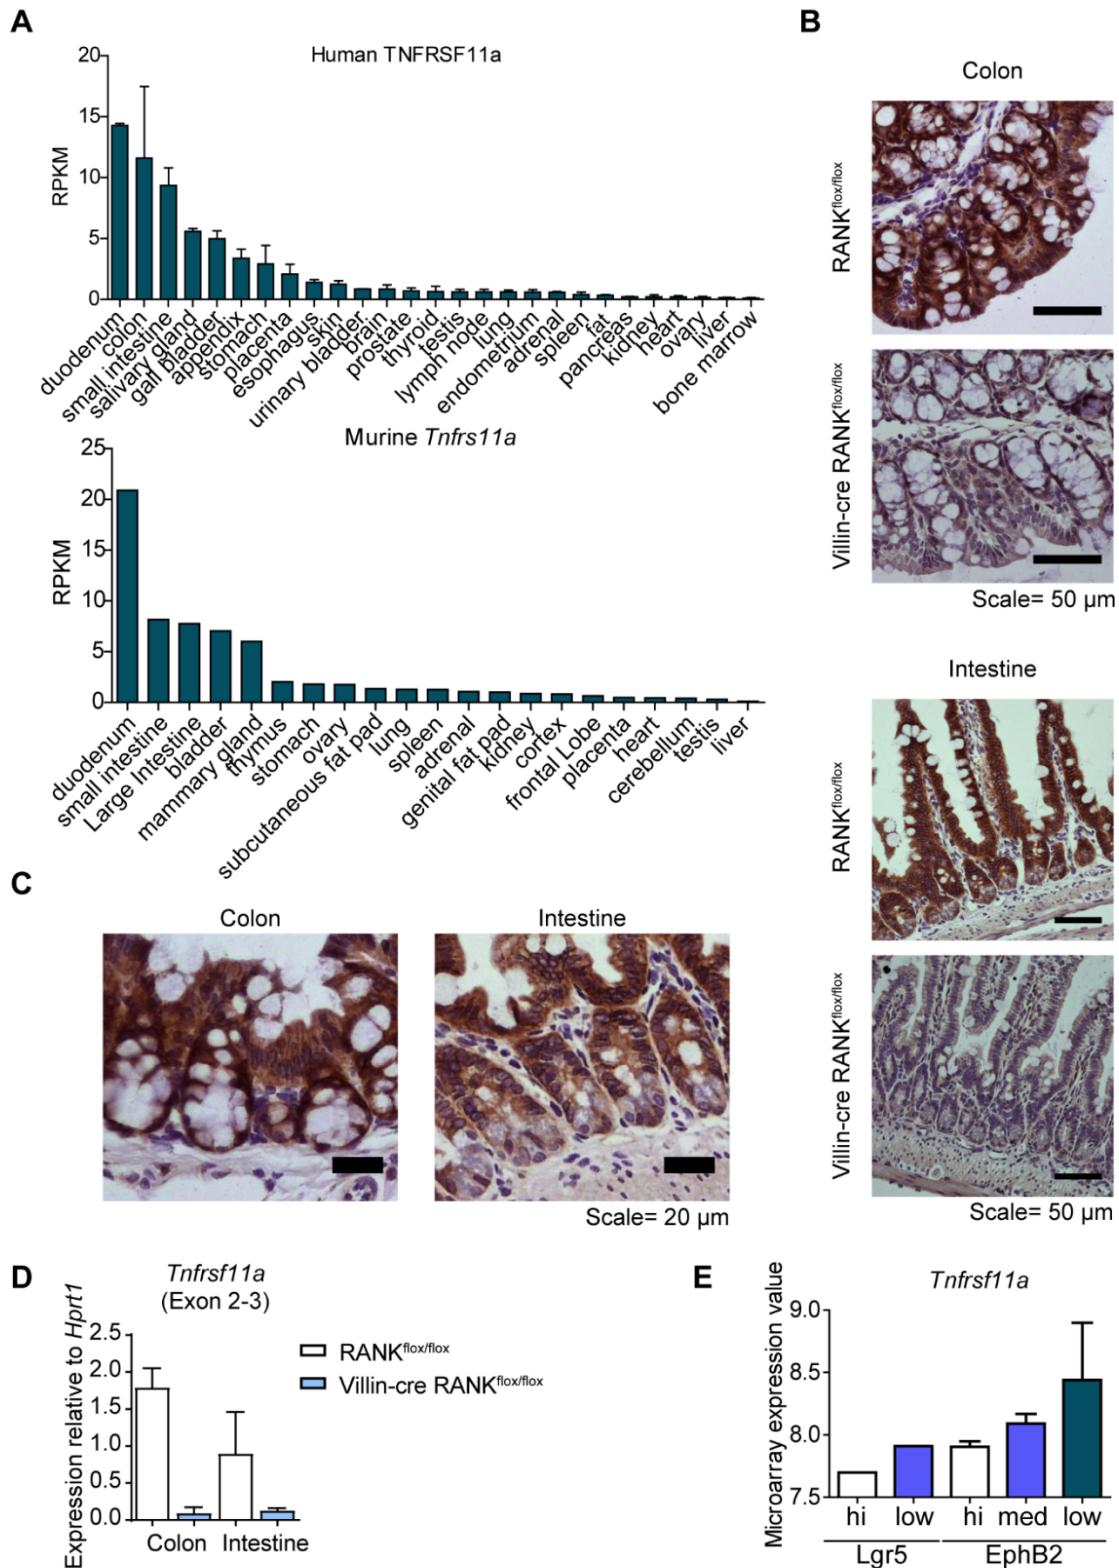 A
Human TNFRSF11a
RPKM
20
15
10
5
0
duodenum
colon
small intestine
salivary gland
gall bladder
appendix
stomach
placenta
esophagus
skin
urinary bladder
brain
prostate
thyroid
testis
lymph node
lung
endometrium
adrenal
spleen
fat
pancreas
kidney
heart
ovary
liver
bone marrow
Murine Tnfrs11a
RPKM
25
20
15
10
5
0
duodenum
small intestine
Large Intestine
bladder
mammary gland
thymus
stomach
ovary
subcutaneous fat pad
lung
spleen
adrenal
genital fat pad
kidney
cortex
frontal Lobe
placenta
heart
cerebellum
testis
liver
B
Colon
RANKflox/flox
Villin-cre RANKflox/flox
Scale= 50 µm
Intestine
RANKflox/flox
Villin-cre RANKflox/flox
Scale= 50 µm
C
Colon
Intestine
Scale= 20 µm
D
Tnfrsf11a
(Exon 2-3)
Expression relative to Hprt1
2.5
2.0
1.5
1.0
0.5
0.0
Colon Intestine
RANKflox/flox
Villin-cre RANKflox/flox
E
Tnfrsf11a
Microarray expression value
9.0
8.5
8.0
7.5
hi low hi med low
Lgr5 EphB2